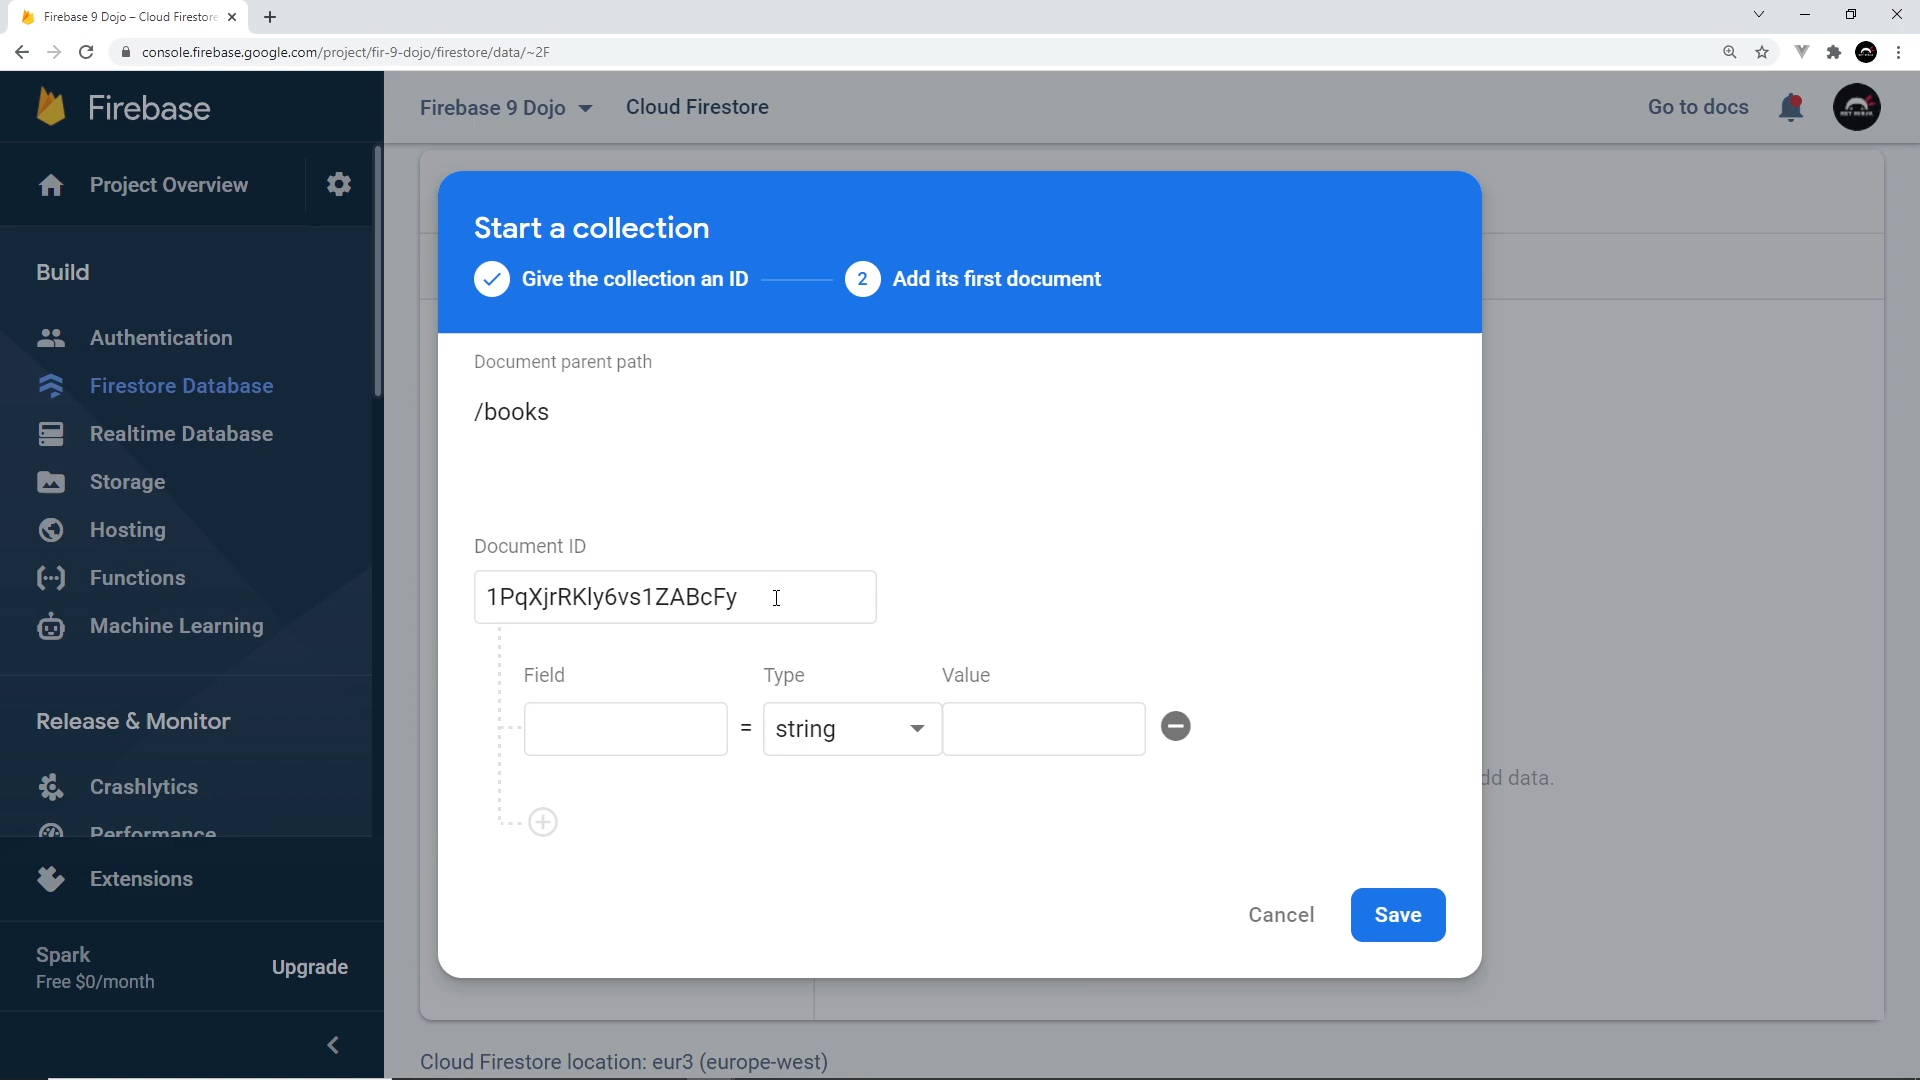 Firebase 9 Dojo – Cloud Firestore
console.firebase.google.com/project/fir-9-dojo/firestore/data/~2F
Firebase
Firebase 9 Dojo
Cloud Firestore
Go to docs
Project Overview
Build
Authentication
Firestore Database
Realtime Database
Storage
Hosting
Functions
Machine Learning
Release & Monitor
Crashlytics
Performance
Extensions
Spark
Free $0/month
Upgrade
Start a collection
Give the collection an ID
2 Add its first document
Document parent path
/books
Document ID
1PqXjrRKly6vs1ZABcFy
Field Type Value
= string
Cancel Save
dd data.
Cloud Firestore location: eur3 (europe-west)